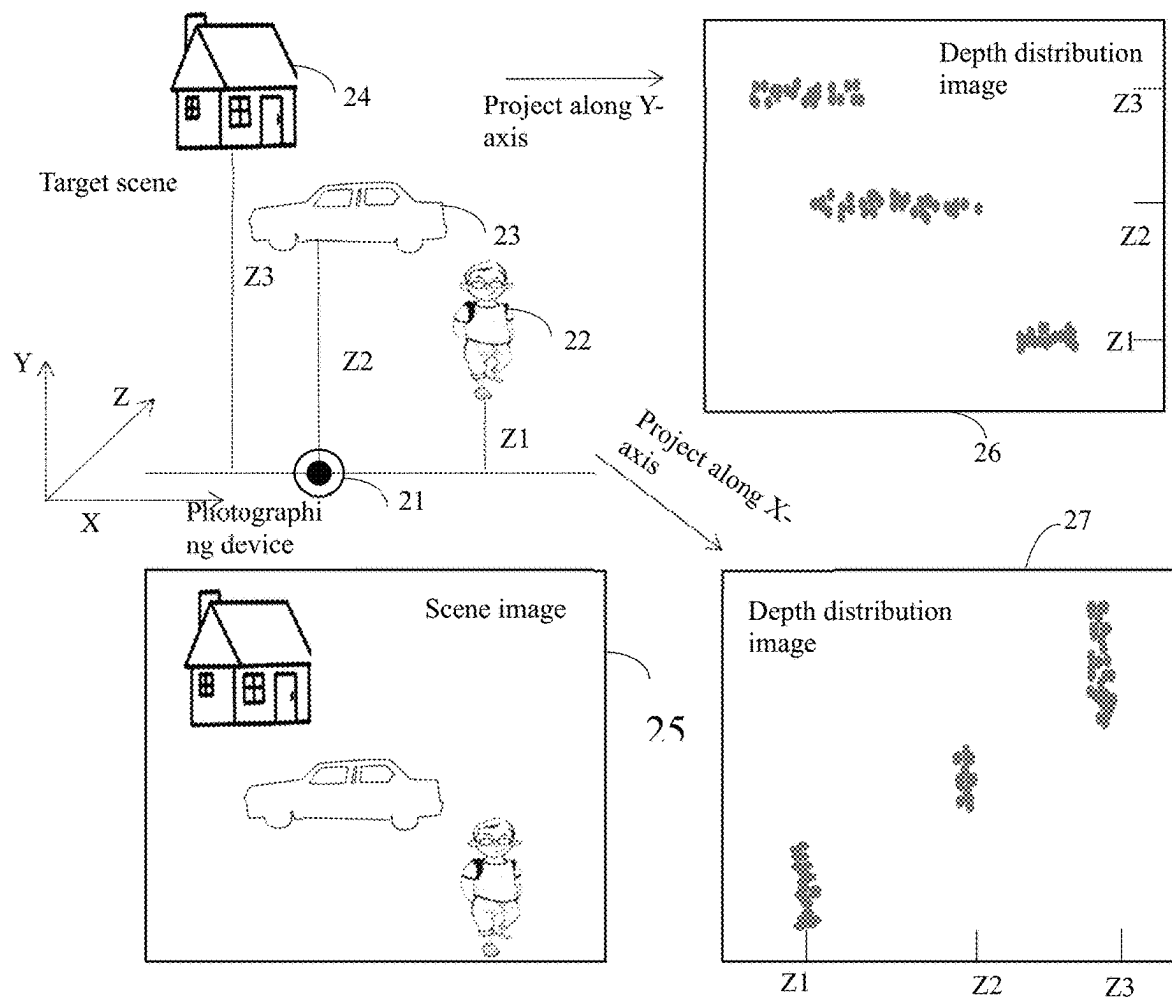 24
Target scene
23
Z3
22
Z2
Y
Z
Z1
21
X
Photographi
ng device
Project along Y-
axis
Depth distribution
image
Z3
Z2
Z1
26
Project along X-
axis
27
Scene image
25
Depth distribution
image
Z1
Z2
Z3